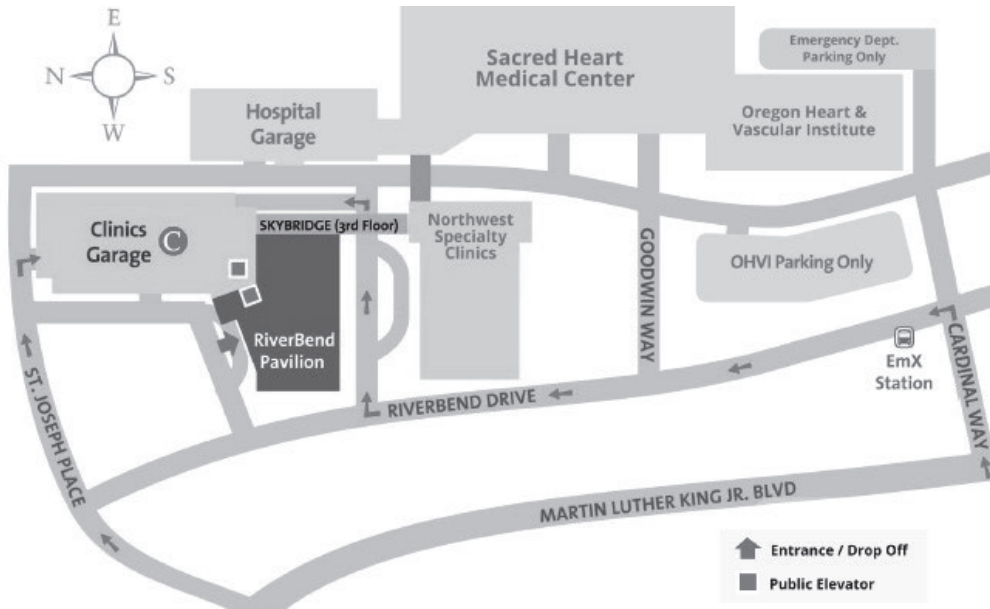 E
N
S
W
Sacred Heart
Medical Center
Emergency Dept.
Parking Only
Hospital
Garage
Oregon Heart &
Vascular Institute
Clinics
Garage
C
SKYBRIDGE (3rd Floor)
Northwest
Specialty
Clinics
GOODWIN WAY
OHVI Parking Only
RiverBend
Pavilion
EmX
Station
CARDINAL WAY
ST. JOSEPH PLACE
RIVERBEND DRIVE
MARTIN LUTHER KING JR. BLVD
Entrance / Drop Off
Public Elevator